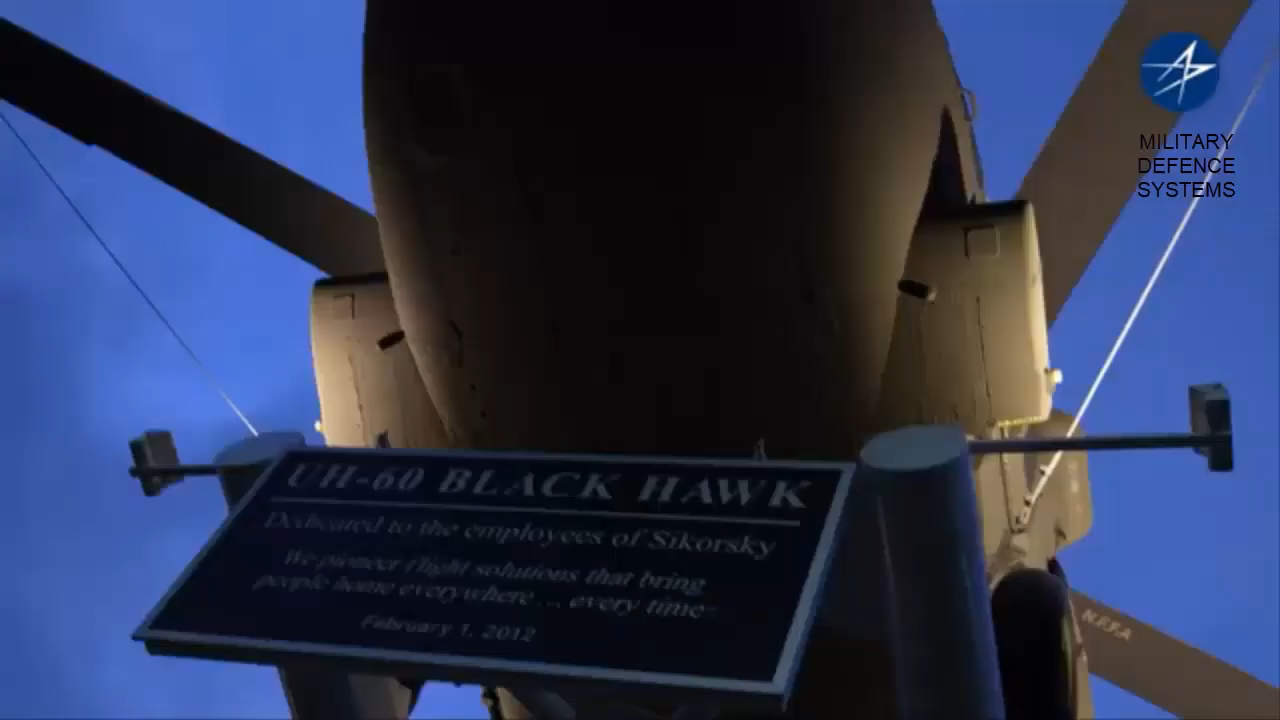 MILITARY
DEFENCE
SYSTEMS
UH-60 BLACK HAWK
Dedicated to the employees of Sikorsky
We pioneer flight solutions that bring
people home everywhere ... every time
February 1, 2012